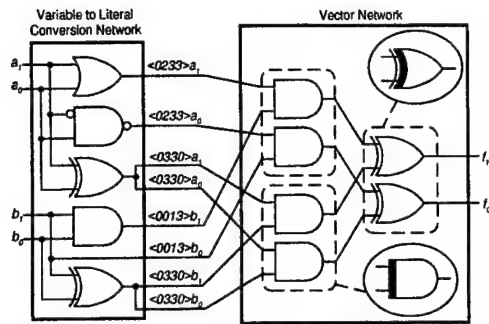 Variable to Literal
Conversion Network
Vector Network
a₁
a₀
b₁
b₀
<0233>a₁
<0233>a₀
<0330>a₁
<0330>a₀
<0013>b₁
<0013>b₀
<0330>b₁
<0330>b₀
f₁
f₀